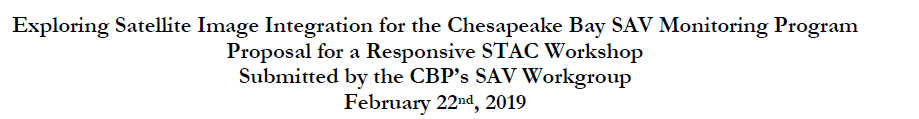 Exploring Satellite Image Integration for the Chesapeake Bay SAV Monitoring Program
Proposal for a Responsive STAC Workshop
Submitted by the CBP’s SAV Workgroup
February 22nd, 2019